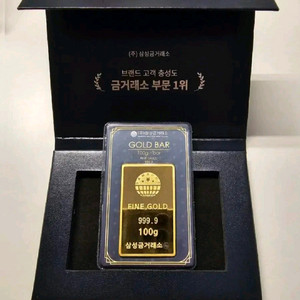 (주) 삼성금거래소
브랜드 고객 충성도
금거래소 부문 1위
GOLD BAR
FINE GOLD
999.9
100g
삼성금거래소